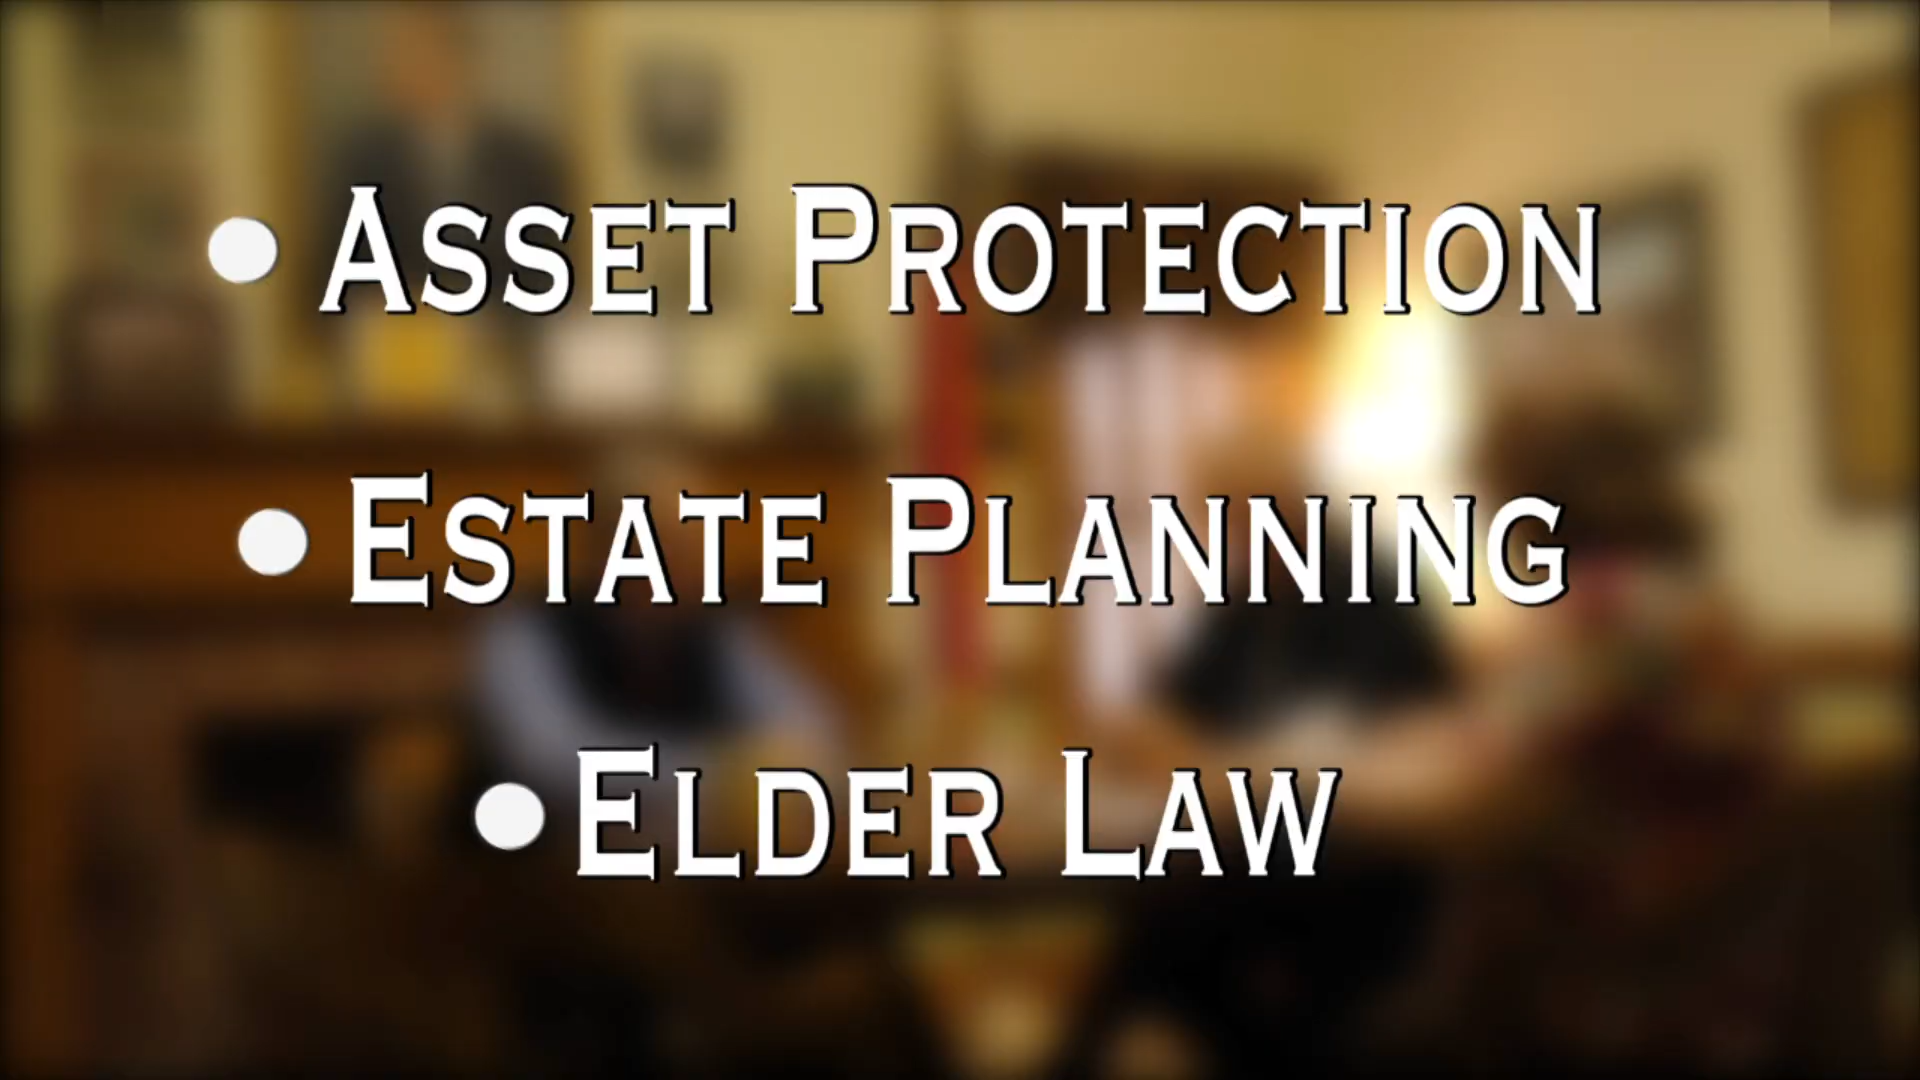 • Asset Protection
• Estate Planning
• Elder Law